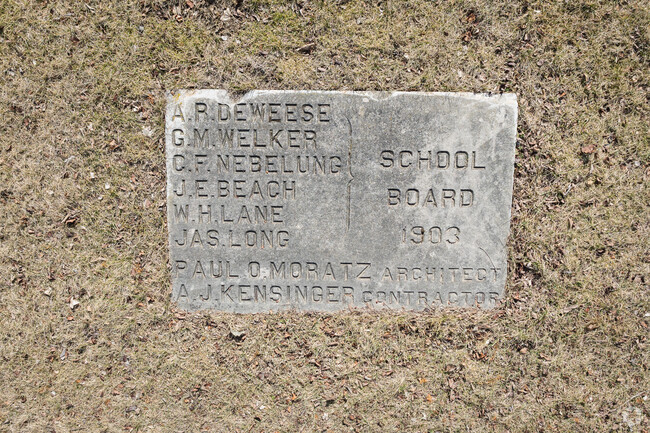 A.R.DEWEESE
G.M.WELKER
C.F.NEBELUNG
J.E.BEACH
W.H.LANE
JAS.LONG
SCHOOL
BOARD
1903
PAUL O.MORATZ ARCHITECT
A.J.KENSINGER CONTRACTOR